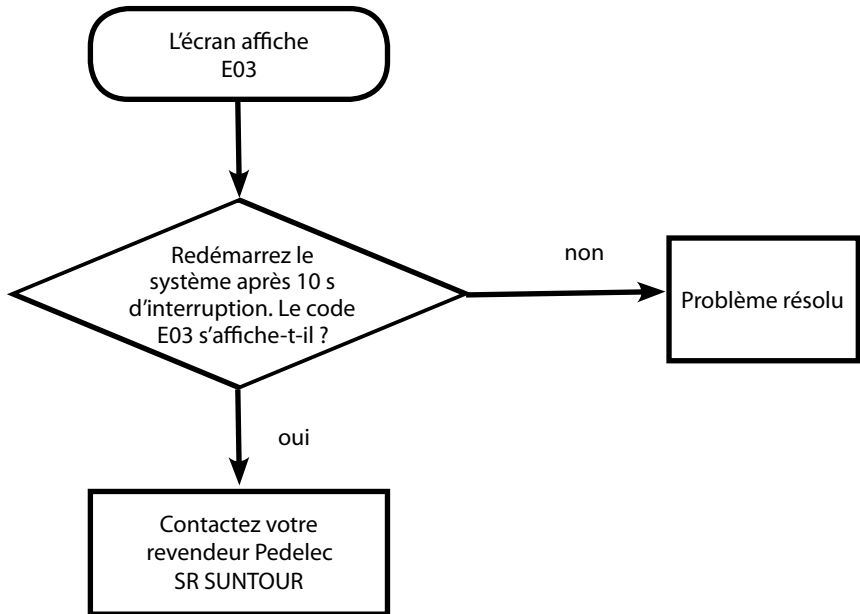 L'écran affiche
E03
Redémarrez le
système après 10 s
d'interruption. Le code
E03 s'affiche-t-il ?
non
Problème résolu
oui
Contactez votre
revendeur Pedelec
SR SUNTOUR